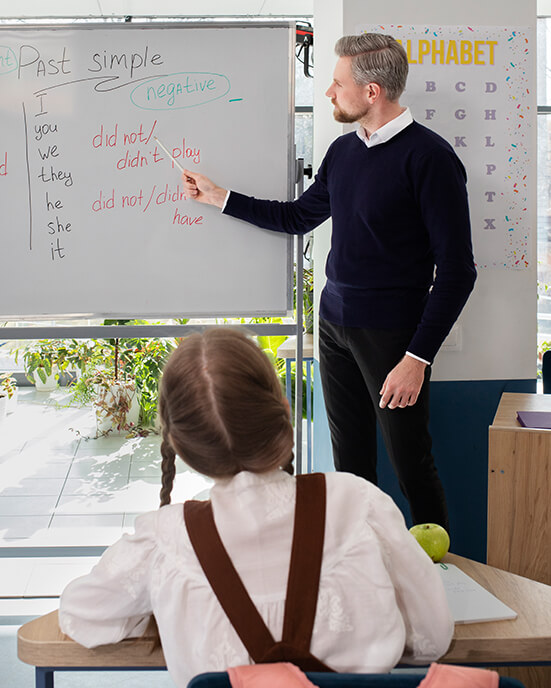 Past simple
negative
I
you
we
they
he
she
it
did not/
didn't play
did not/didn
have
ALPHABET
B C D
F G H
K
P
T
X